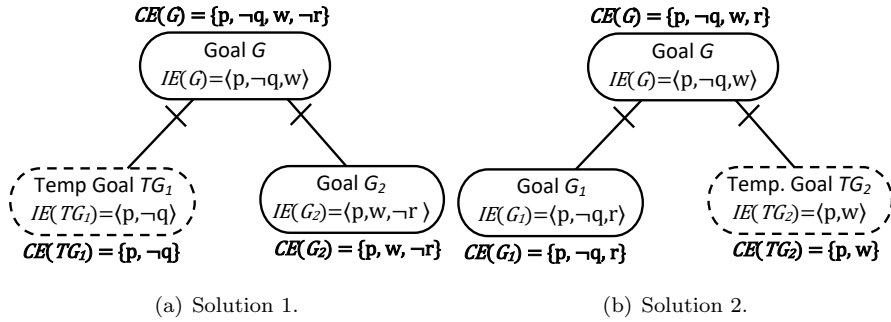 CE(G) = {p, ¬q, w, ¬r}
Goal G
IE(G)=⟨p,¬q,w⟩
Temp Goal TG₁
IE(TG₁)=⟨p,¬q⟩
CE(TG₁) = {p, ¬q}
Goal G₂
IE(G₂)=⟨p,w,¬r ⟩
CE(G₂) = {p, w, ¬r}
(a) Solution 1.
CE(G) = {p, ¬q, w, r}
Goal G
IE(G)=⟨p,¬q,w⟩
Goal G₁
IE(G₁)=⟨p,¬q,r⟩
CE(G₁) = {p, ¬q, r}
Temp. Goal TG₂
IE(TG₂)=⟨p,w⟩
CE(TG₂) = {p, w}
(b) Solution 2.